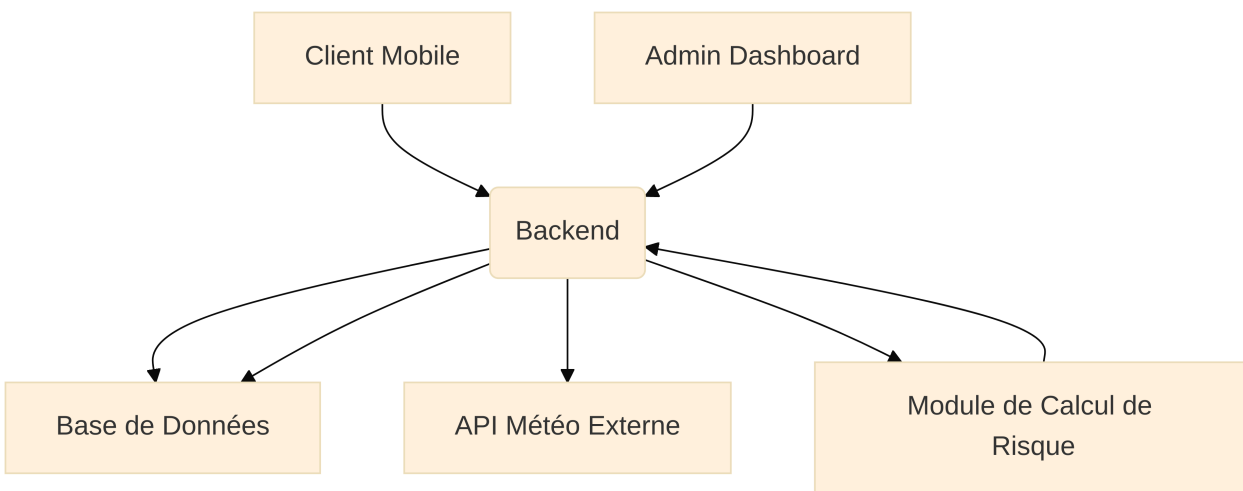 Client Mobile
Admin Dashboard
Backend
Base de Données
API Météo Externe
Module de Calcul de
Risque